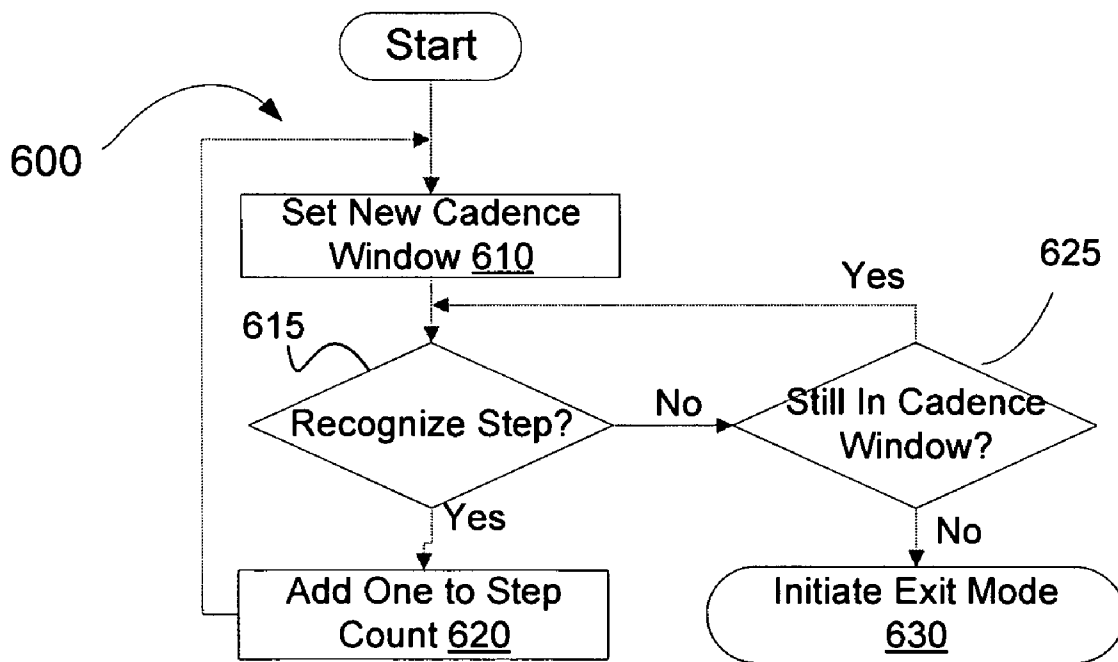 Start
600
Set New Cadence
Window 610
Yes
625
615
Recognize Step?
No
Still In Cadence
Window?
Yes
No
Add One to Step
Count 620
Initiate Exit Mode
630